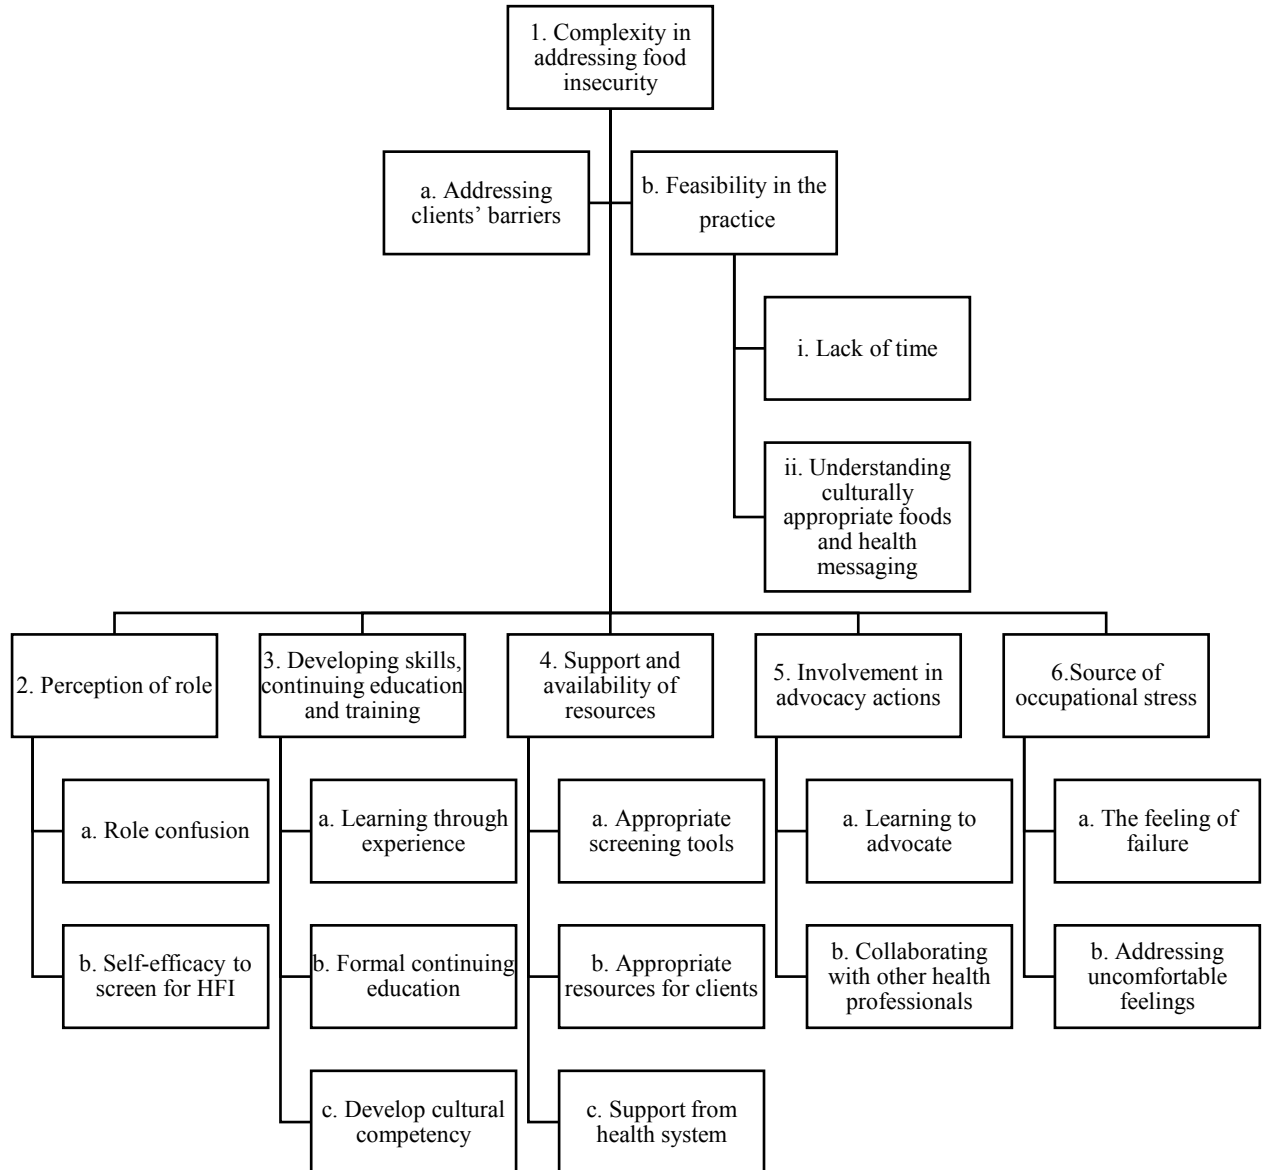 1. Complexity in
addressing food
insecurity
a. Addressing
clients’ barriers
b. Feasibility in the
practice
i. Lack of time
ii. Understanding
culturally
appropriate foods
and health
messaging
2. Perception of role
3. Developing skills,
continuing education
and training
4. Support and
availability of
resources
5. Involvement in
advocacy actions
6.Source of
occupational stress
a. Role confusion
a. Learning through
experience
a. Appropriate
screening tools
a. Learning to
advocate
a. The feeling of
failure
b. Self-efficacy to
screen for HFI
b. Formal continuing
education
b. Appropriate
resources for clients
b. Collaborating
with other health
professionals
b. Addressing
uncomfortable
feelings
c. Develop cultural
competency
c. Support from
health system